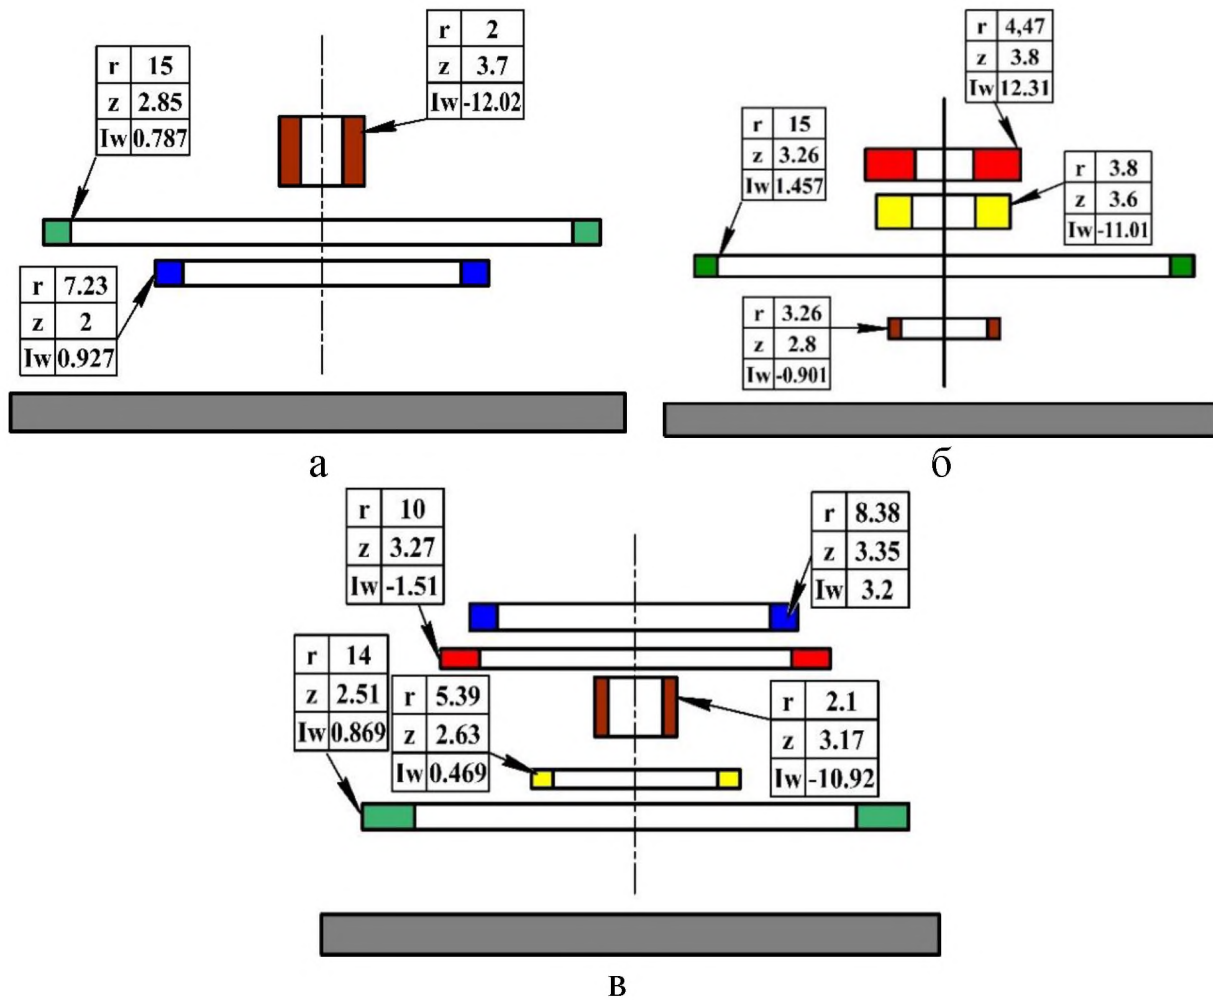 r 15
z 2.85
Iw 0.787
r 2
z 3.7
Iw -12.02
r 7.23
z 2
Iw 0.927
а
r 4,47
z 3.8
Iw 12.31
r 15
z 3.26
Iw 1.457
r 3.8
z 3.6
Iw -11.01
r 3.26
z 2.8
Iw -0.901
б
r 10
z 3.27
Iw -1.51
r 8.38
z 3.35
Iw 3.2
r 14
z 2.51
Iw 0.869
r 5.39
z 2.63
Iw 0.469
r 2.1
z 3.17
Iw -10.92
в